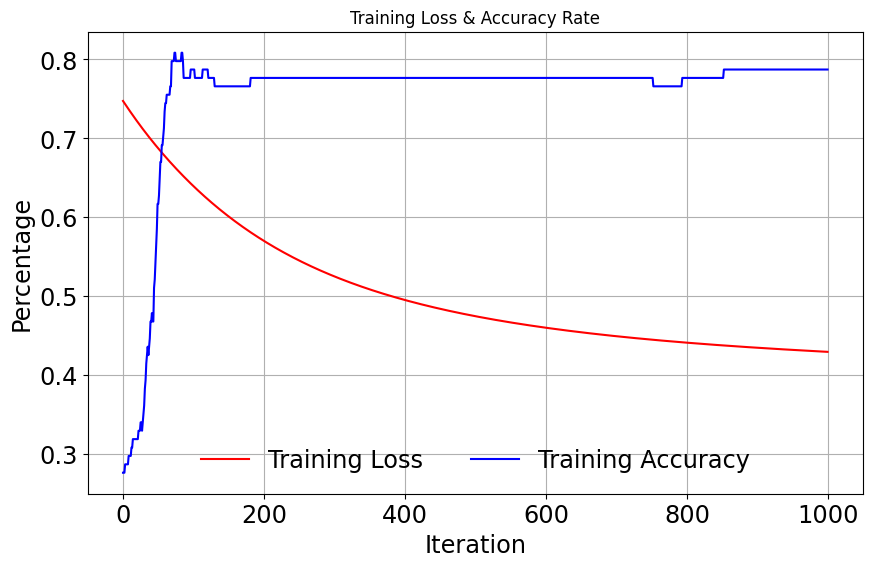 Training Loss & Accuracy Rate
Percentage
0.8
0.7
0.6
0.5
0.4
0.3
Training Loss Training Accuracy
0 200 400 600 800 1000
Iteration